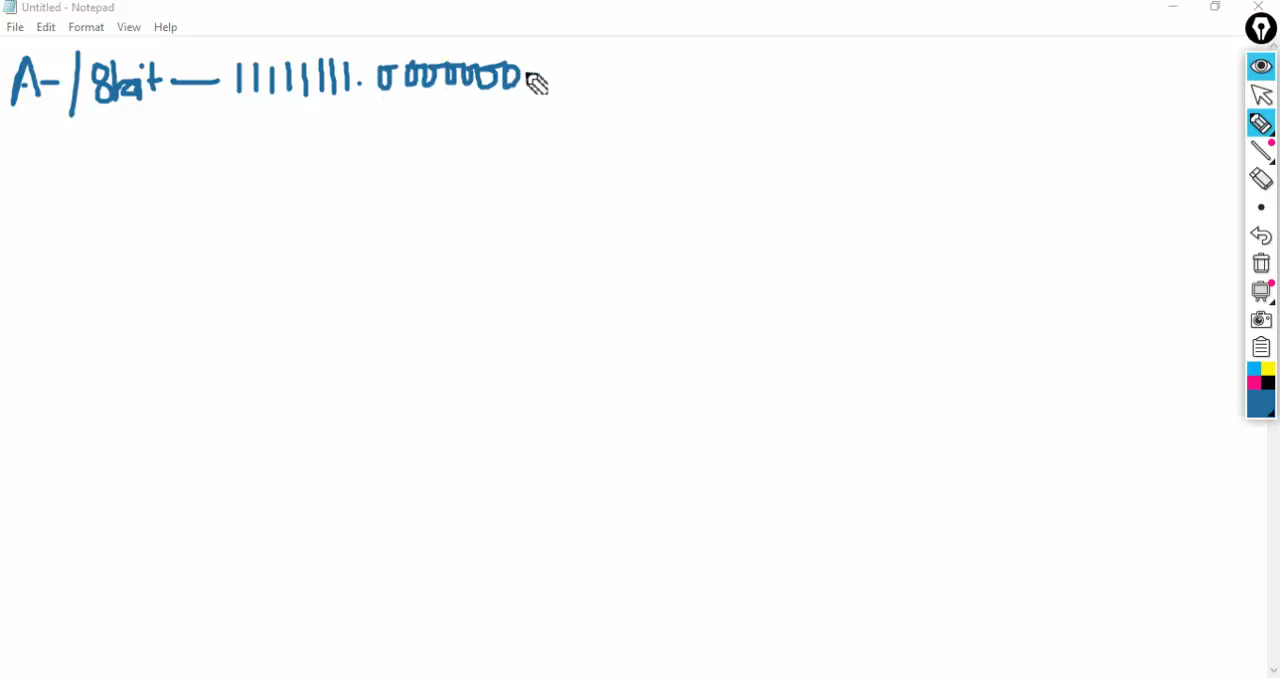 Untitled - Notepad
File Edit Format View Help
A- /8bit — 11111111. 00000000